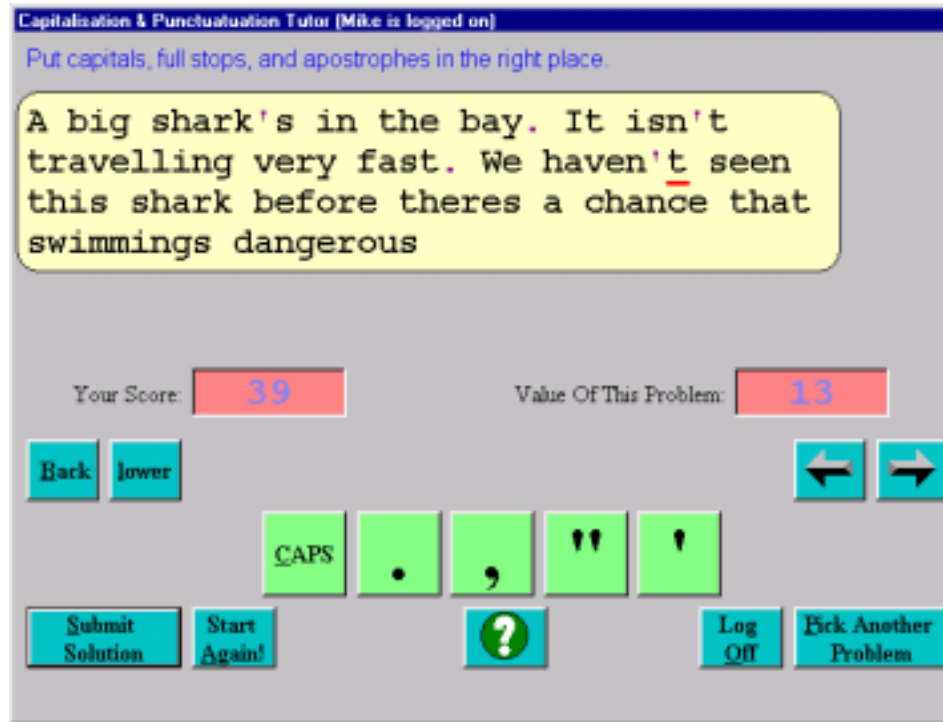 Capitalisation & Punctuatuation Tutor (Mike is logged on)
Put capitals, full stops, and apostrophes in the right place.
A big shark's in the bay. It isn't
travelling very fast. We haven't seen
this shark before theres a chance that
swimmings dangerous
Your Score: 39 Value Of This Problem: 13
Back lower
CAPS . , " '
Submit Solution
Start Again!
?
Log Off
Pick Another Problem